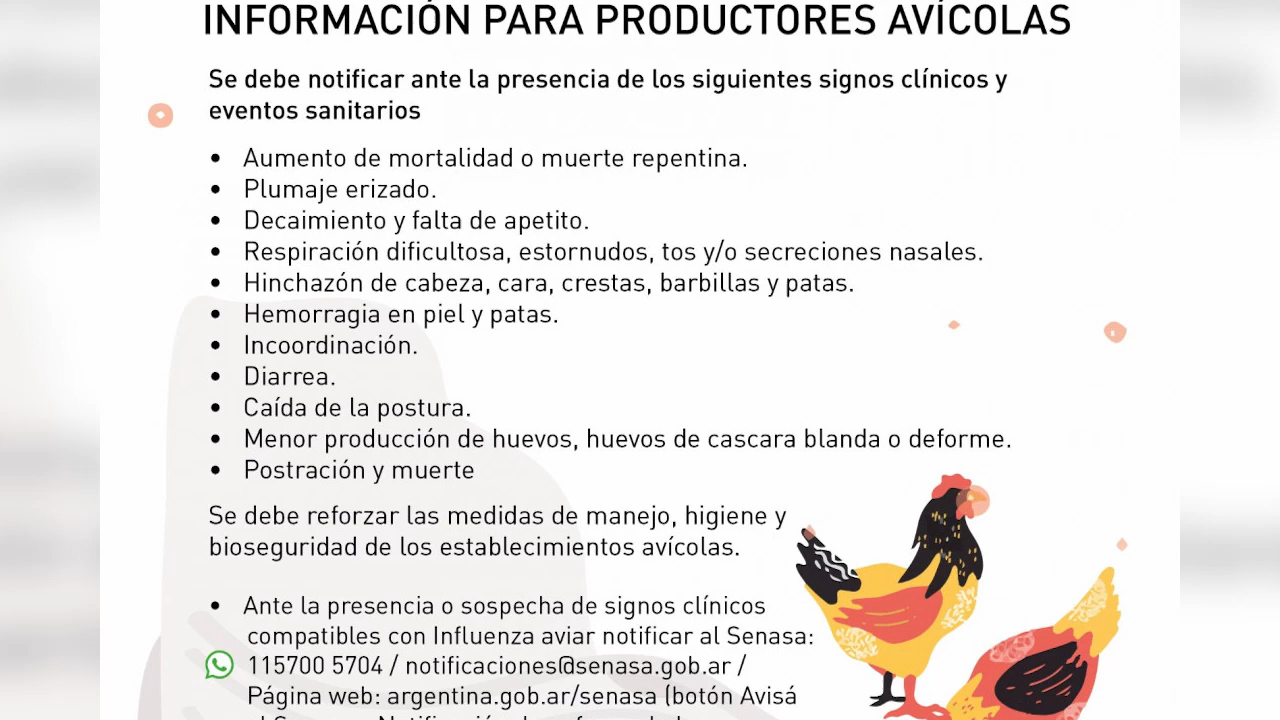 INFORMACIÓN PARA PRODUCTORES AVÍCOLAS
Se debe notificar ante la presencia de los siguientes signos clínicos y
eventos sanitarios
• Aumento de mortalidad o muerte repentina.
• Plumaje erizado.
• Decaimiento y falta de apetito.
• Respiración dificultosa, estornudos, tos y/o secreciones nasales.
• Hinchazón de cabeza, cara, crestas, barbillas y patas.
• Hemorragia en piel y patas.
• Incoordinación.
• Diarrea.
• Caída de la postura.
• Menor producción de huevos, huevos de cascara blanda o deforme.
• Postración y muerte
Se debe reforzar las medidas de manejo, higiene y
bioseguridad de los establecimientos avícolas.
• Ante la presencia o sospecha de signos clínicos
compatibles con Influenza aviar notificar al Senasa:
115700 5704 / notificaciones@senasa.gob.ar /
Página web: argentina.gob.ar/senasa (botón Avisá